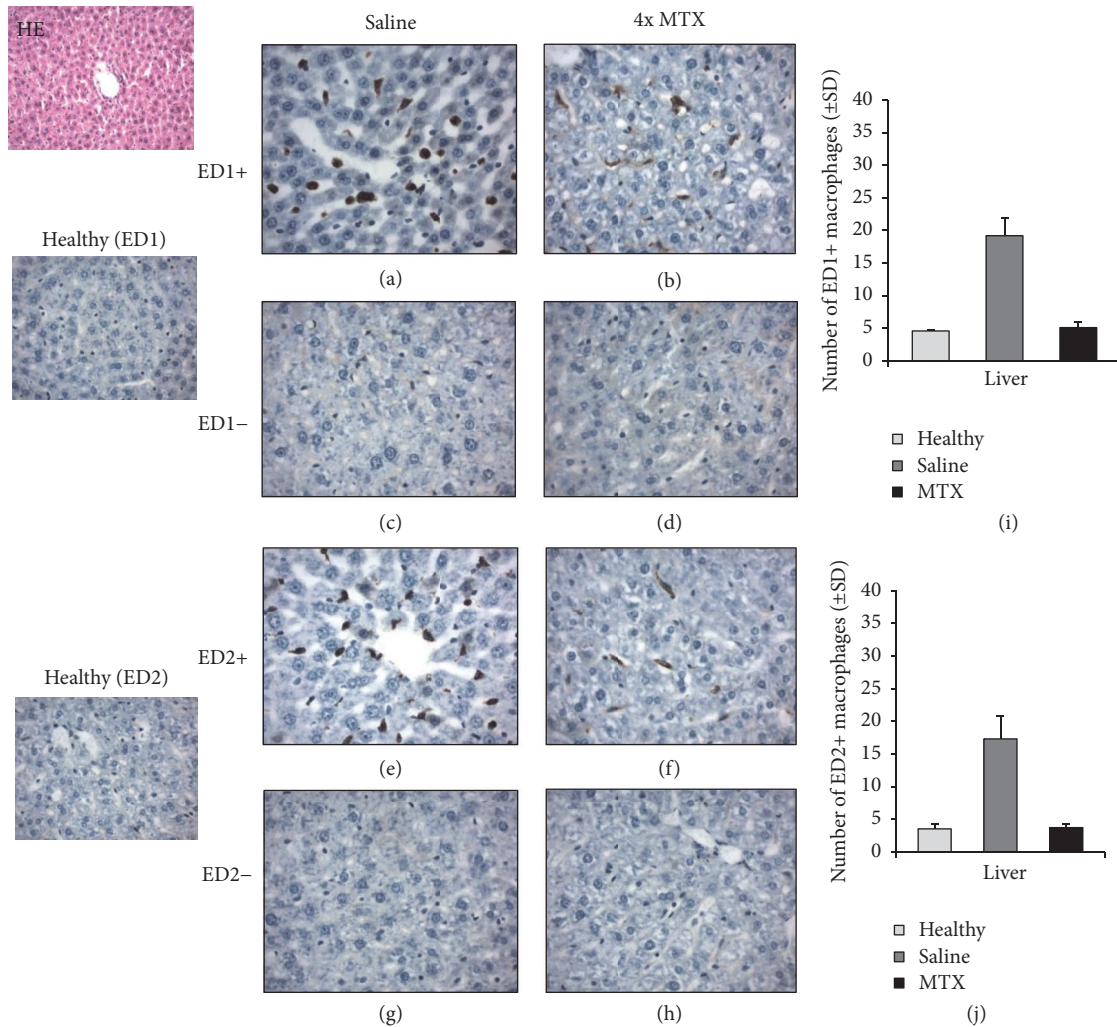 HE
Saline
4x MTX
ED1+
Healthy (ED1)
(a)
(b)
ED1−
(c)
(d)
40
35
30
25
20
15
10
5
0
Number of ED1+ macrophages (±SD)
Liver
Healthy
Saline
MTX
(i)
ED2+
Healthy (ED2)
(e)
(f)
ED2−
(g)
(h)
40
35
30
25
20
15
10
5
0
Number of ED2+ macrophages (±SD)
Liver
Healthy
Saline
MTX
(j)